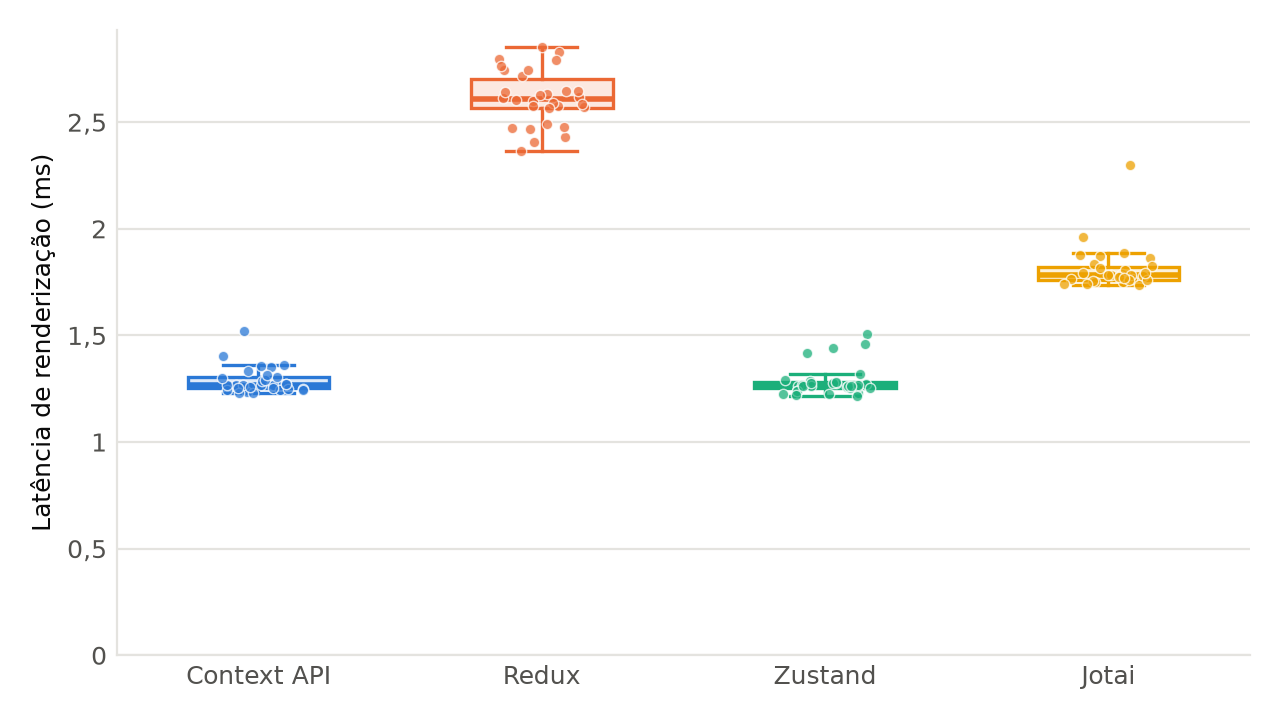 Latência de renderização (ms)
2,5
2
1,5
1
0,5
0
Context API
Redux
Zustand
Jotai